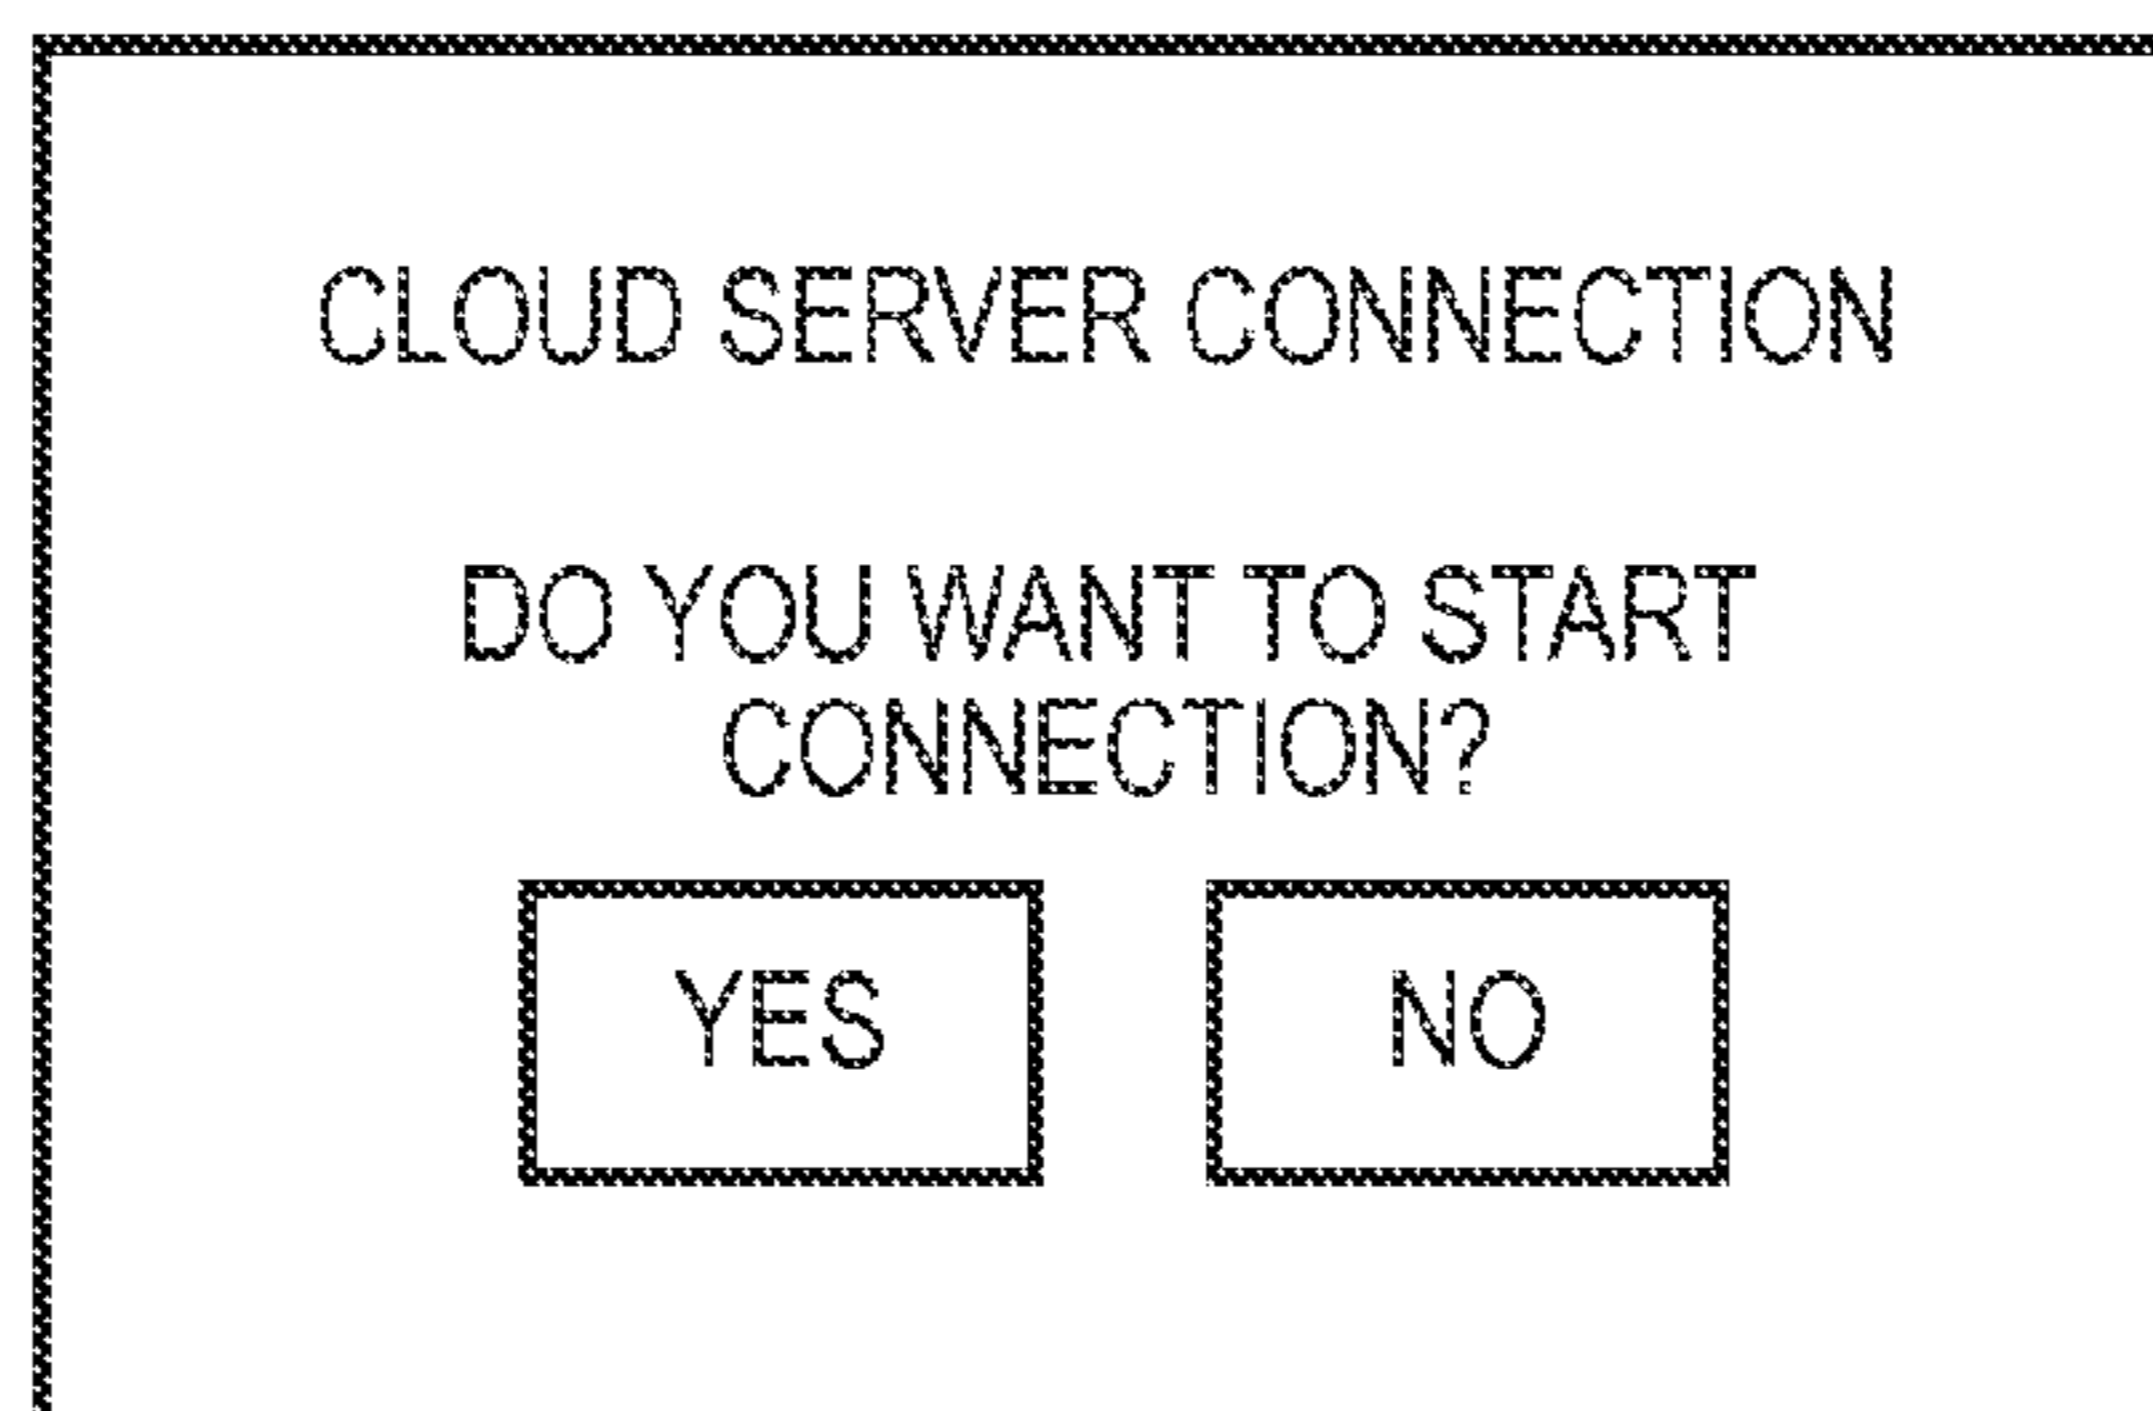 CLOUD SERVER CONNECTION
DO YOU WANT TO START
CONNECTION?
YES
NO